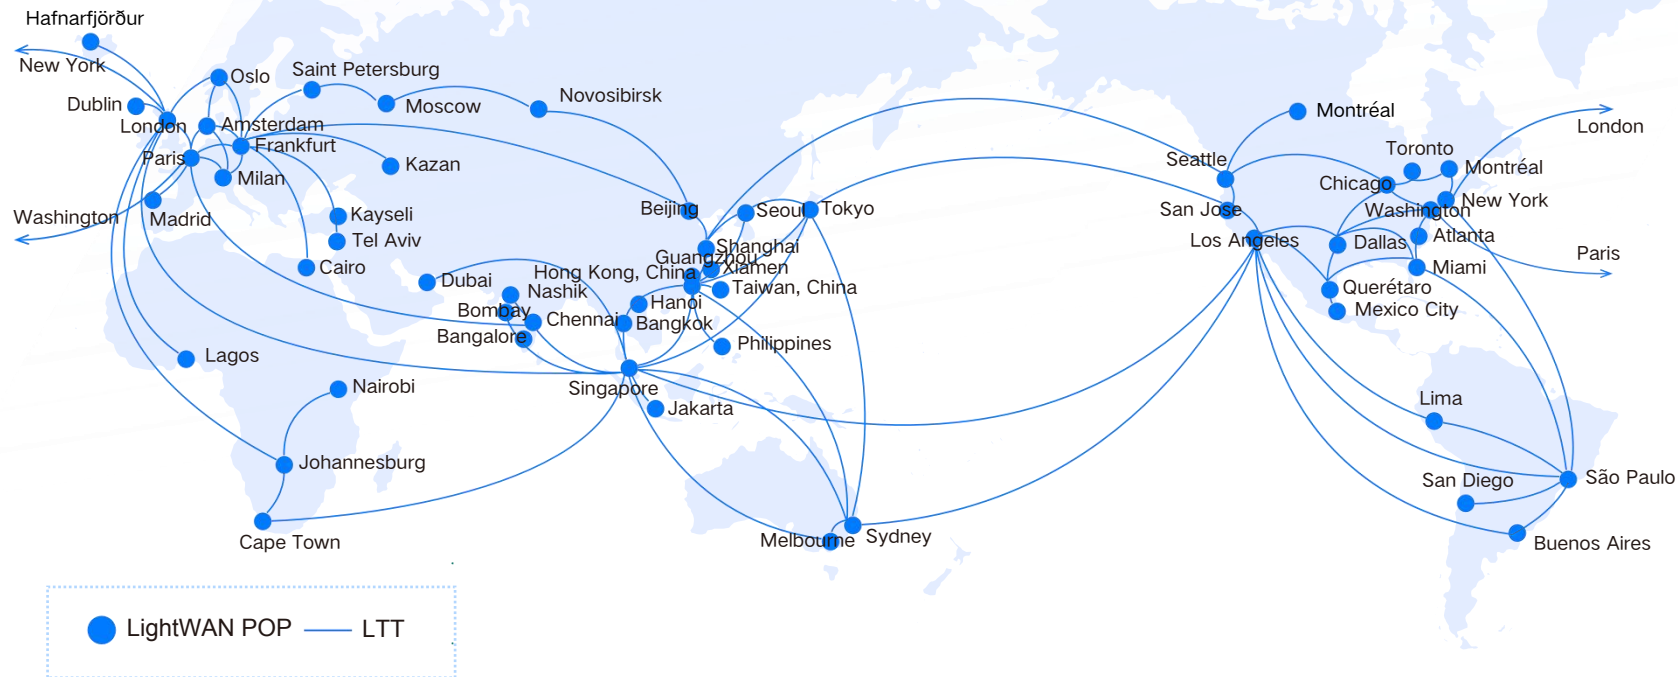 Hafnarfjörður
New York
Oslo
Saint Petersburg
Dublin
Moscow
Novosibirsk
London
Amsterdam
Frankfurt
Paris
Kazan
Milan
Madrid
Washington
Kayseli
Tel Aviv
Cairo
Beijing
Seoul
Tokyo
Shanghai
Guangzhou
Xiamen
Hong Kong, China
Taiwan, China
Dubai
Nashik
Hanoi
Bombay
Chennai
Bangkok
Bangalore
Philippines
Lagos
Singapore
Nairobi
Jakarta
Johannesburg
Cape Town
Melbourne
Sydney
Montréal
London
Toronto
Seattle
Montréal
Chicago
New York
San Jose
Washington
Los Angeles
Dallas
Atlanta
Paris
Miami
Querétaro
Mexico City
Lima
San Diego
São Paulo
Buenos Aires
LightWAN POP
LTT